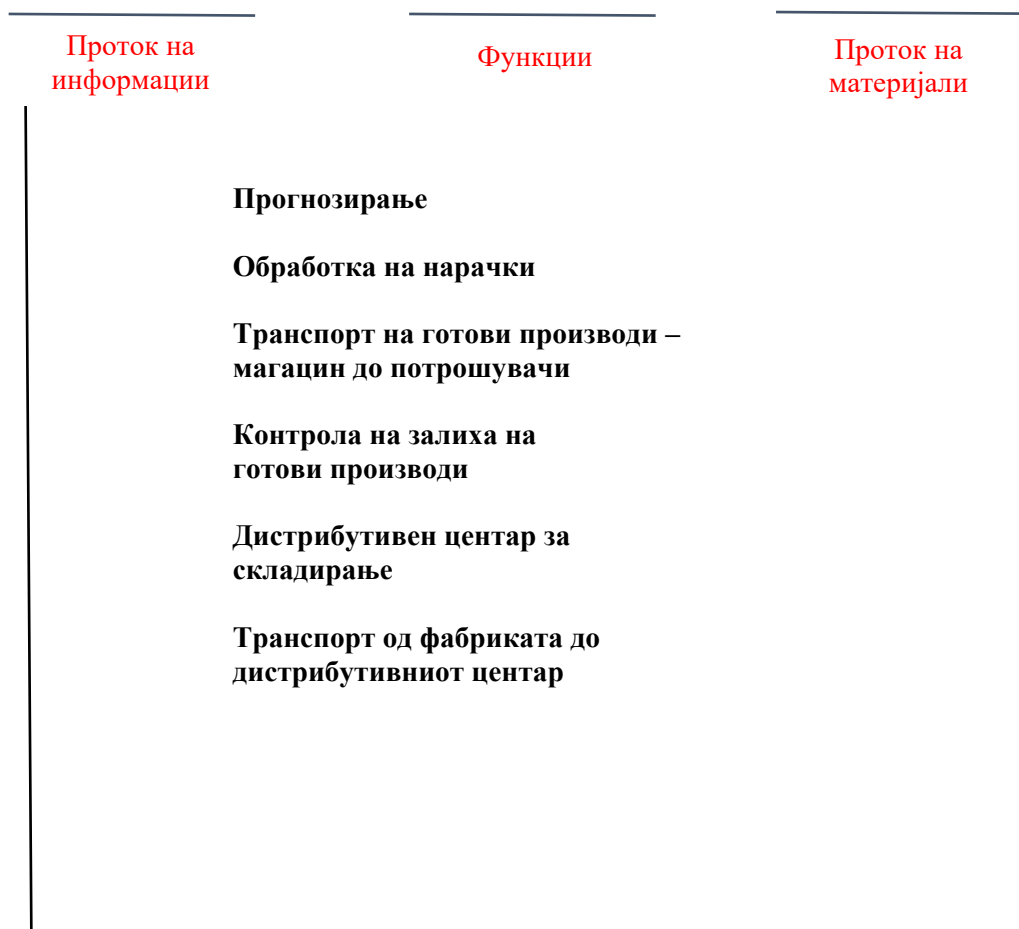 Проток на
информации
Функции
Проток на
материјали
Прогнозирање
Обработка на нарачки
Транспорт на готови производи –
магацин до потрошувачи
Контрола на залиха на
готови производи
Дистрибутивен центар за
складирање
Транспорт од фабриката до
дистрибутивниот центар